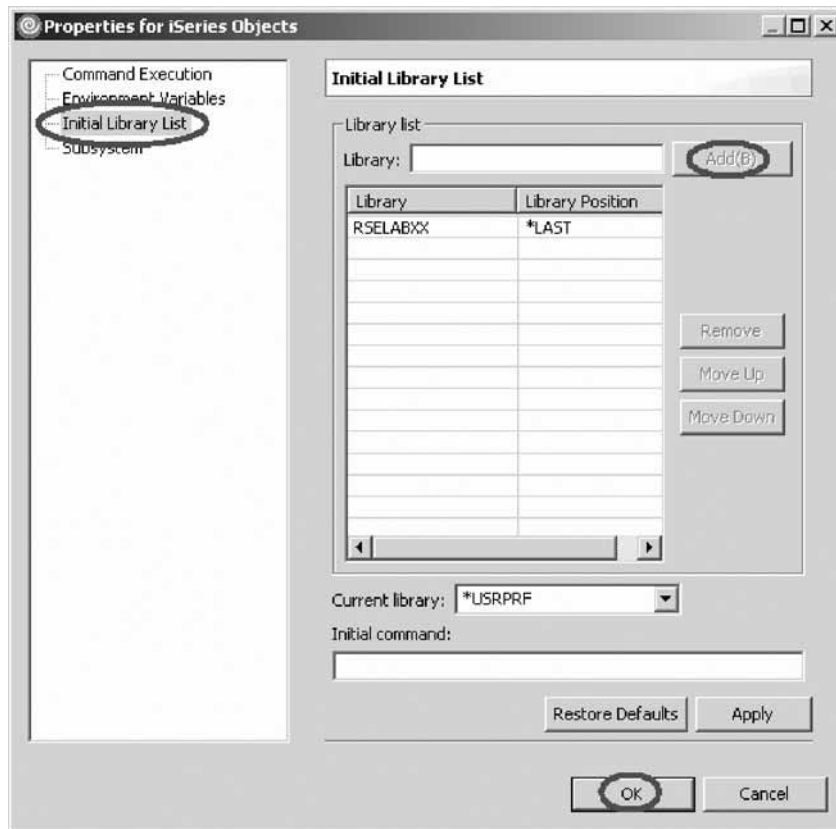 Properties for iSeries Objects
Command Execution
Environment Variables
Initial Library List
Subsystem
Initial Library List
Library list
Library:
Add(B)
Library Library Position
RSELABXX *LAST
Remove
Move Up
Move Down
Current library: *USRPRF
Initial command:
Restore Defaults Apply
OK Cancel